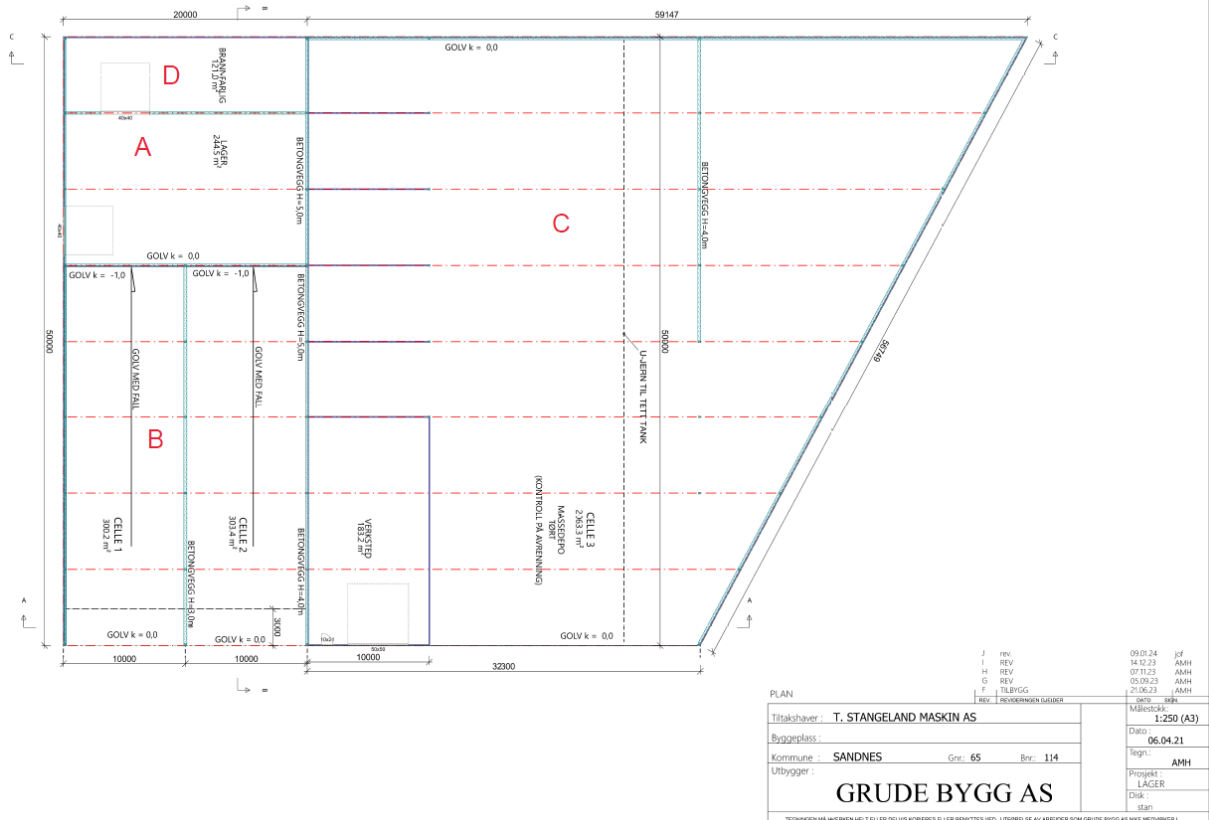 20000
B
59147
C
C
GOLV k = 0,0
BRANNFARLIG
121,0 m²
D
40x40
A
LAGER
244,5 m²
BETONGVEGG H=5,0m
BETONGVEGG H=4,0m
C
40x40
GOLV k = 0,0
GOLV k = -1,0
GOLV k = -1,0
BETONGVEGG H=5,0m
50000
50000
56749
GOLV MED FALL
GOLV MED FALL
U-JERN TIL TETT TANK
B
CELLE 1
300,2 m²
CELLE 2
303,4 m²
VERKSTED
183,2 m²
CELLE 3
2063,3 m²
MASSEDEPO
TØRT
(KONTROLL PÅ AVRENNING)
BETONGVEGG H=3,0m
BETONGVEGG H=4,0m
A
A
3000
GOLV k = 0,0
GOLV k = 0,0
10x21
50x50
GOLV k = 0,0
10000
10000
10000
32300
B
J rev. 09.01.24 jof
I REV 14.12.23 AMH
H REV 07.11.23 AMH
G REV 05.09.23 AMH
F TILBYGG 21.06.23 AMH
REV. REVIDERINGEN GJELDER DATO SIGN.
PLAN
Tiltakshaver : T. STANGELAND MASKIN AS
Målestokk:
1:250 (A3)
Byggeplass :
Dato :
06.04.21
Kommune : SANDNES Gnr.: 65 Bnr.: 114
Tegn.:
AMH
Utbygger :
GRUDE BYGG AS
Prosjekt :
LAGER
Disk :
stan